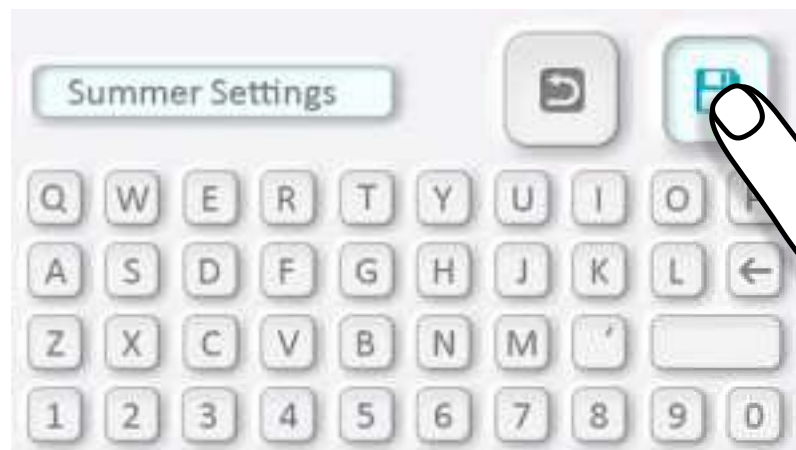 Summer Settings
Q W E R T Y U I O P
A S D F G H J K L ←
Z X C V B N M '
1 2 3 4 5 6 7 8 9 0